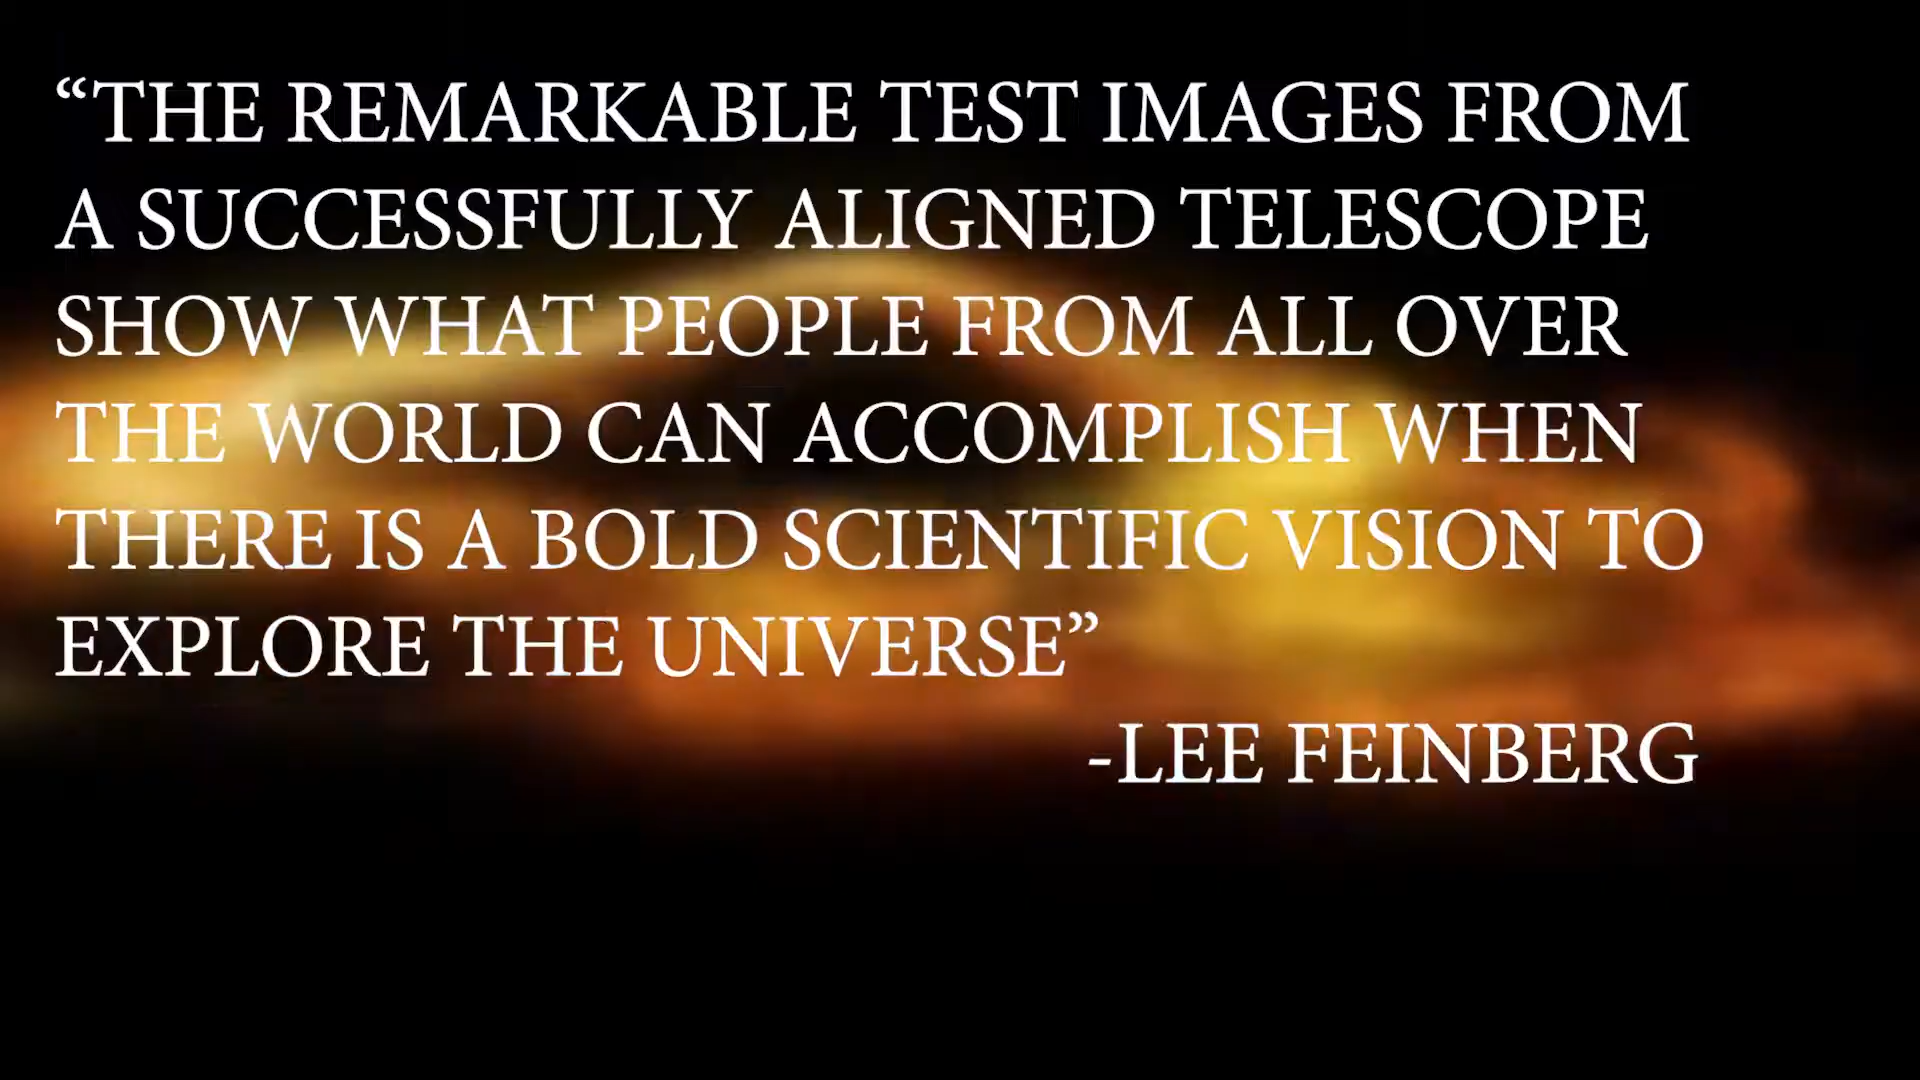 “THE REMARKABLE TEST IMAGES FROM
A SUCCESSFULLY ALIGNED TELESCOPE
SHOW WHAT PEOPLE FROM ALL OVER
THE WORLD CAN ACCOMPLISH WHEN
THERE IS A BOLD SCIENTIFIC VISION TO
EXPLORE THE UNIVERSE”
-LEE FEINBERG